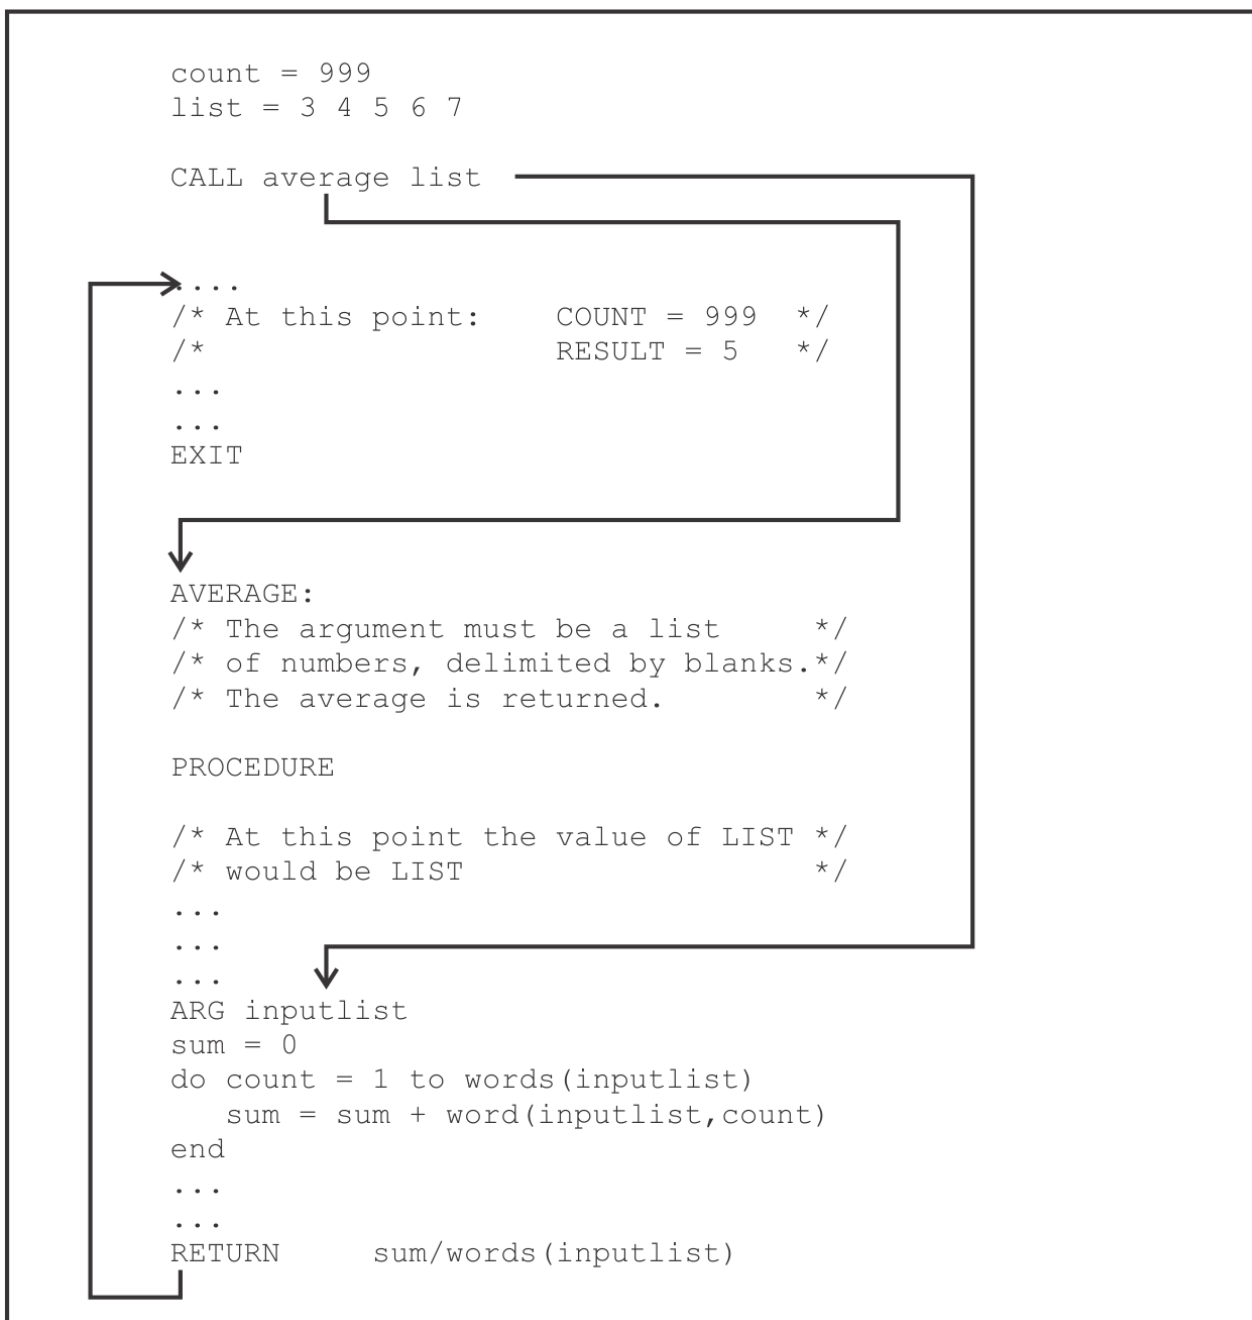 count = 999
list = 3 4 5 6 7
CALL average list
....
/* At this point:    COUNT = 999  */
/*                   RESULT = 5   */
...
...
EXIT
AVERAGE:
/* The argument must be a list     */
/* of numbers, delimited by blanks.*/
/* The average is returned.        */
PROCEDURE
/* At this point the value of LIST */
/* would be LIST                   */
...
...
...
ARG inputlist
sum = 0
do count = 1 to words(inputlist)
   sum = sum + word(inputlist,count)
end
...
...
RETURN     sum/words(inputlist)